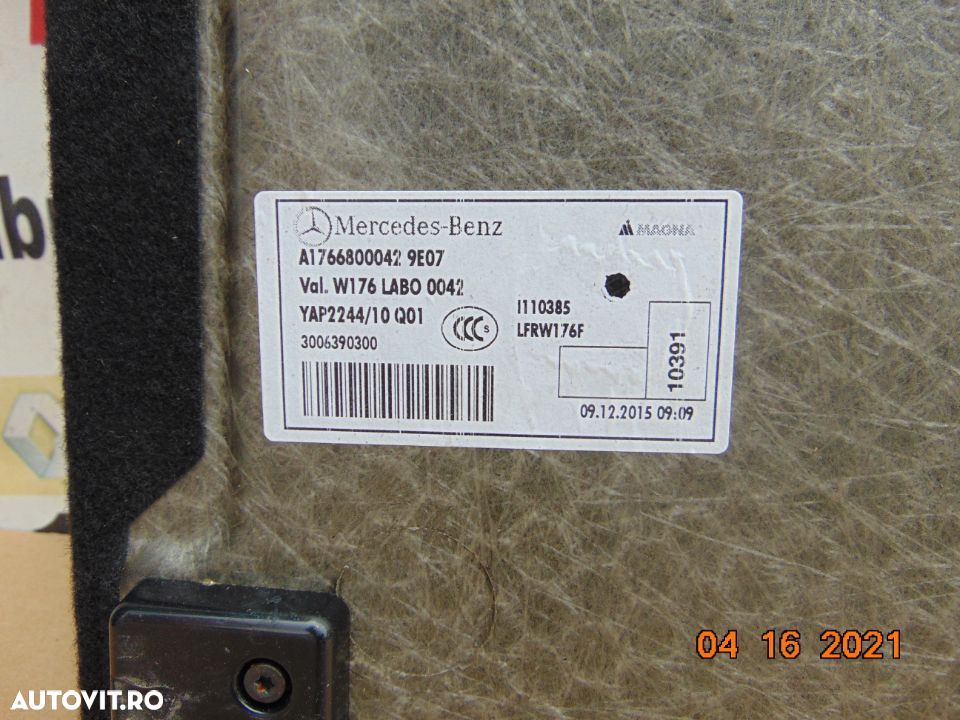 Mercedes-Benz
MAGNA
A1766800042 9E07
Val. W176 LABO 0042
YAP2244/10 Q01
CCC S
I110385
LFRW176F
3006390300
10391
09.12.2015 09:09
04 16 2021
AUTOVIT.RO